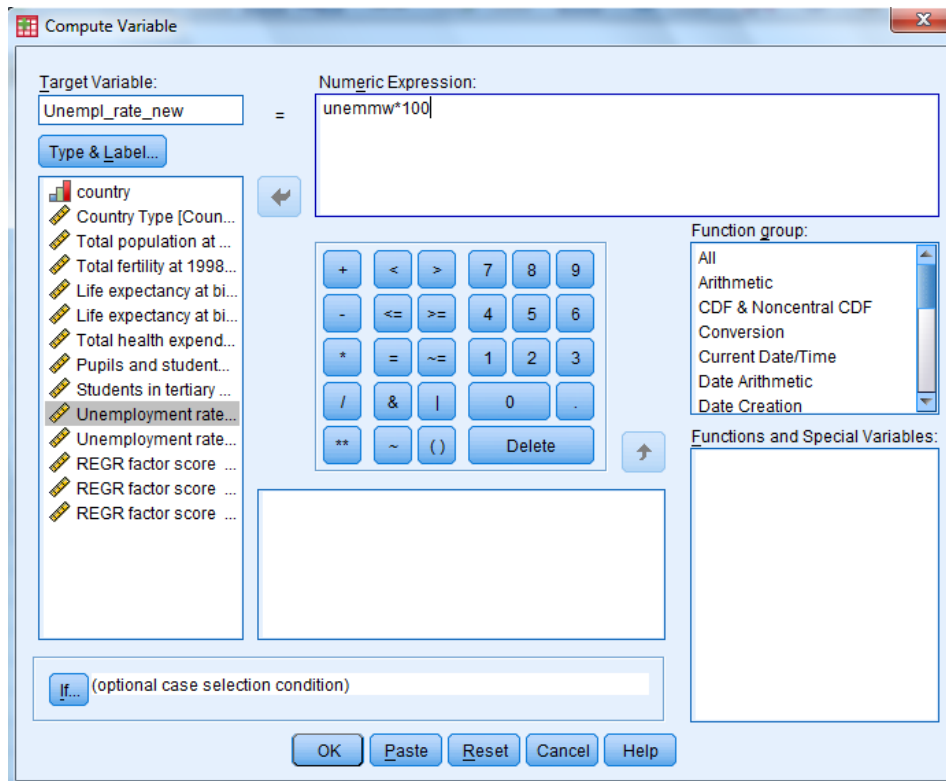 Compute Variable
Target Variable:
Unempl_rate_new
=
Numeric Expression:
unemmw*100
Type & Label...
country
Country Type [Coun...
Total population at ...
Total fertility at 1998...
Life expectancy at bi...
Life expectancy at bi...
Total health expend...
Pupils and student...
Students in tertiary ...
Unemployment rate...
Unemployment rate...
REGR factor score ...
REGR factor score ...
REGR factor score ...
+ < > 7 8 9
- <= >= 4 5 6
* = ~= 1 2 3
/ & | 0 .
** ~ ( ) Delete
Function group:
All
Arithmetic
CDF & Noncentral CDF
Conversion
Current Date/Time
Date Arithmetic
Date Creation
Functions and Special Variables:
If... (optional case selection condition)
OK Paste Reset Cancel Help